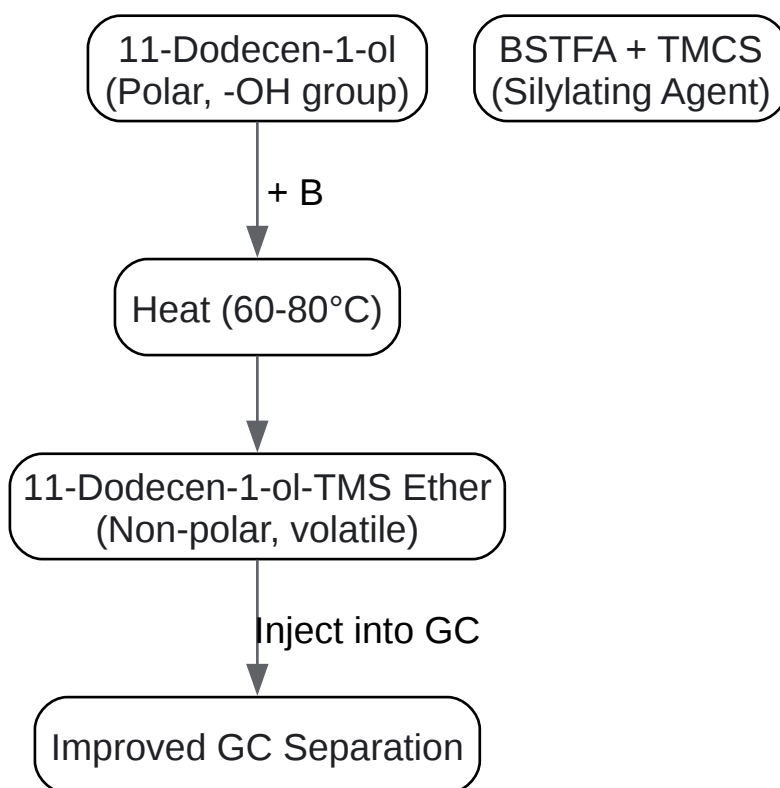 11-Dodecen-1-ol
(Polar, -OH group)
BSTFA + TMCS
(Silylating Agent)
+ B
Heat (60-80°C)
11-Dodecen-1-ol-TMS Ether
(Non-polar, volatile)
Inject into GC
Improved GC Separation